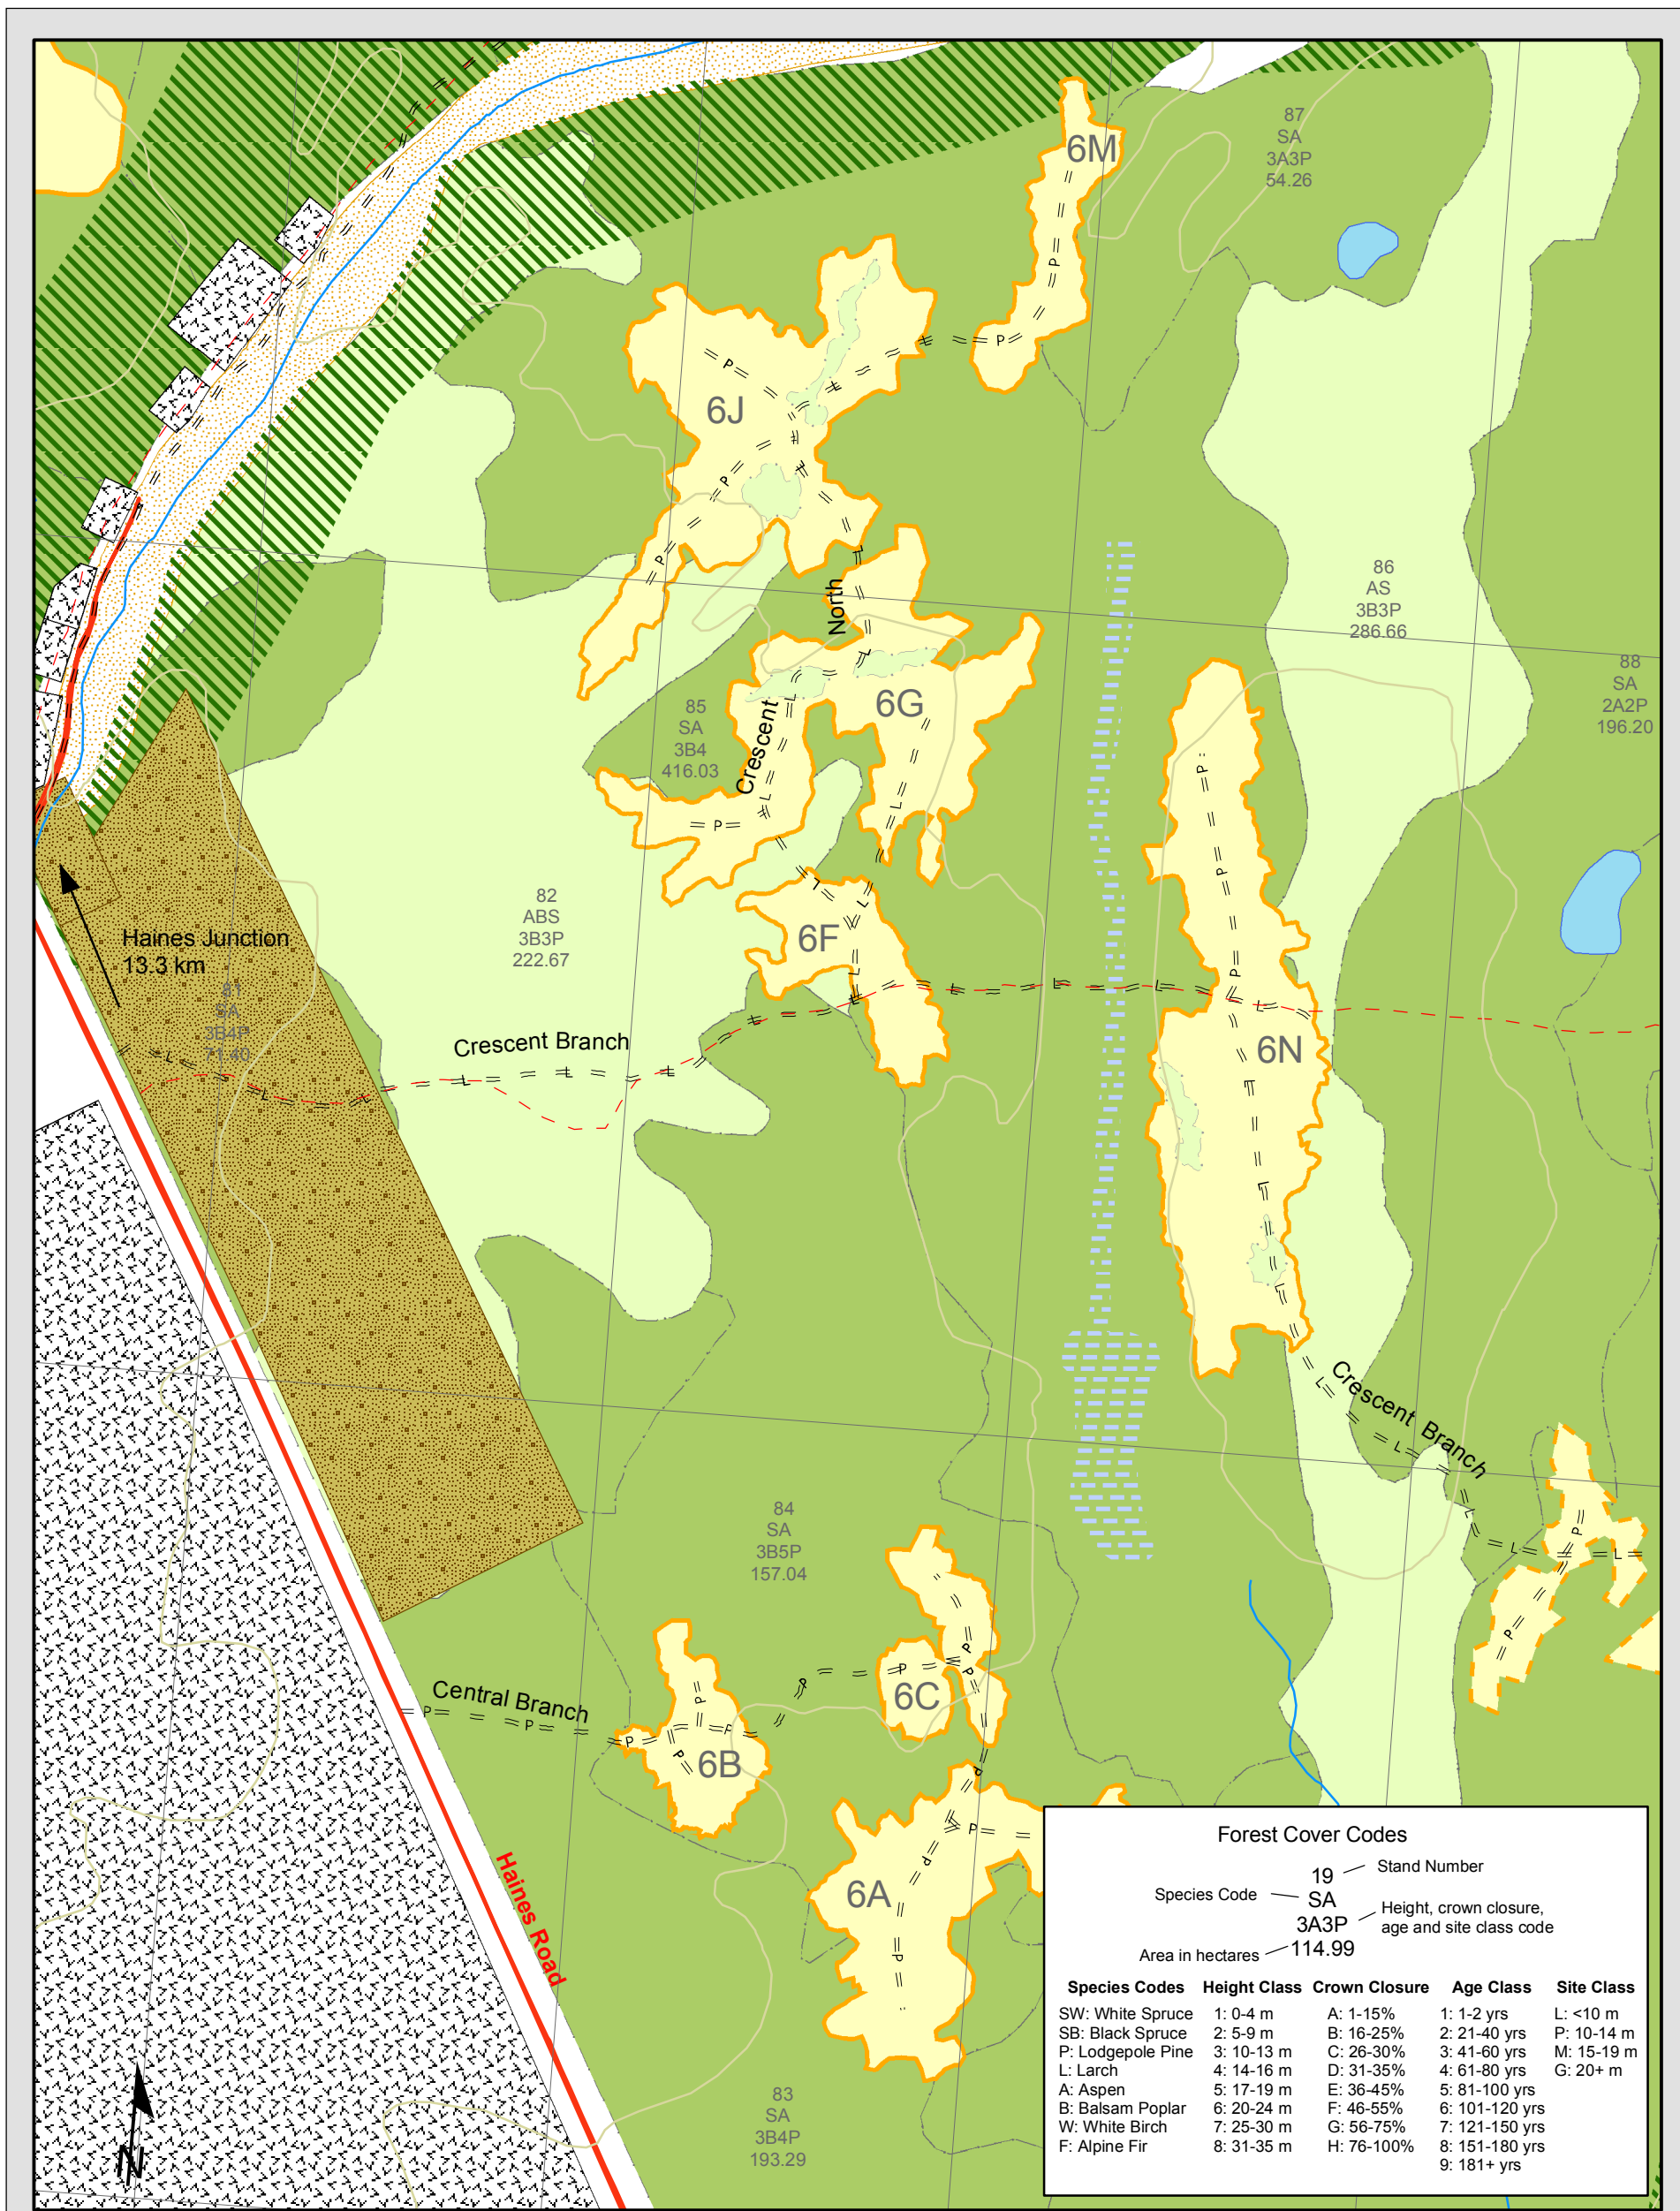 6M
87
SA
3A3P
54.26
6J
North
86
AS
3B3P
286.66
88
SA
2A2P
196.20
85
SA
3B4
416.03
6G
Crescent
82
ABS
3B3P
222.67
6F
Haines Junction
13.3 km
81
SA
3B4P
71.40
Crescent Branch
6N
Crescent Branch
84
SA
3B5P
157.04
Central Branch
6C
6B
6A
Haines Road
83
SA
3B4P
193.29
N
Forest Cover Codes
19 Stand Number
Species Code SA
3A3P Height, crown closure,
age and site class code
Area in hectares 114.99
Species Codes Height Class Crown Closure Age Class Site Class
SW: White Spruce 1: 0-4 m A: 1-15% 1: 1-2 yrs L: <10 m
SB: Black Spruce 2: 5-9 m B: 16-25% 2: 21-40 yrs P: 10-14 m
P: Lodgepole Pine 3: 10-13 m C: 26-30% 3: 41-60 yrs M: 15-19 m
L: Larch 4: 14-16 m D: 31-35% 4: 61-80 yrs G: 20+ m
A: Aspen 5: 17-19 m E: 36-45% 5: 81-100 yrs
B: Balsam Poplar 6: 20-24 m F: 46-55% 6: 101-120 yrs
W: White Birch 7: 25-30 m G: 56-75% 7: 121-150 yrs
F: Alpine Fir 8: 31-35 m H: 76-100% 8: 151-180 yrs
9: 181+ yrs